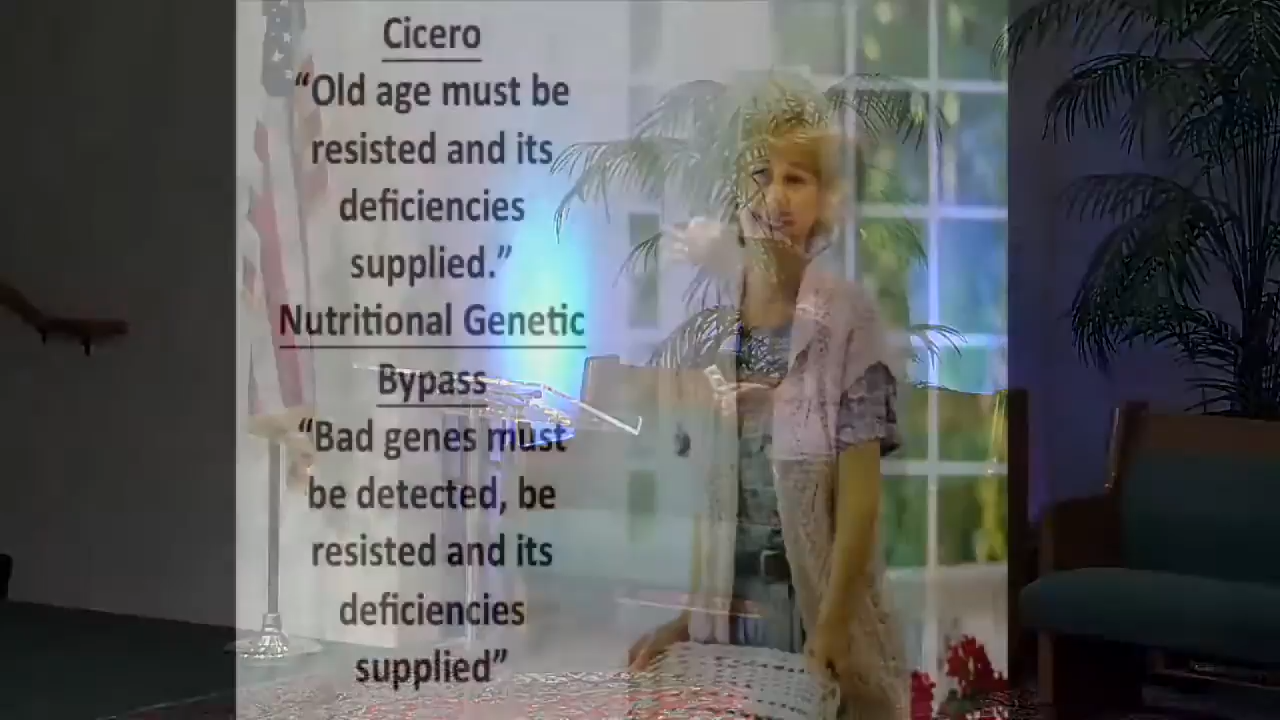 Cicero
“Old age must be
resisted and its
deficiencies
supplied.”
Nutritional Genetic
Bypass
“Bad genes must
be detected, be
resisted and its
deficiencies
supplied”